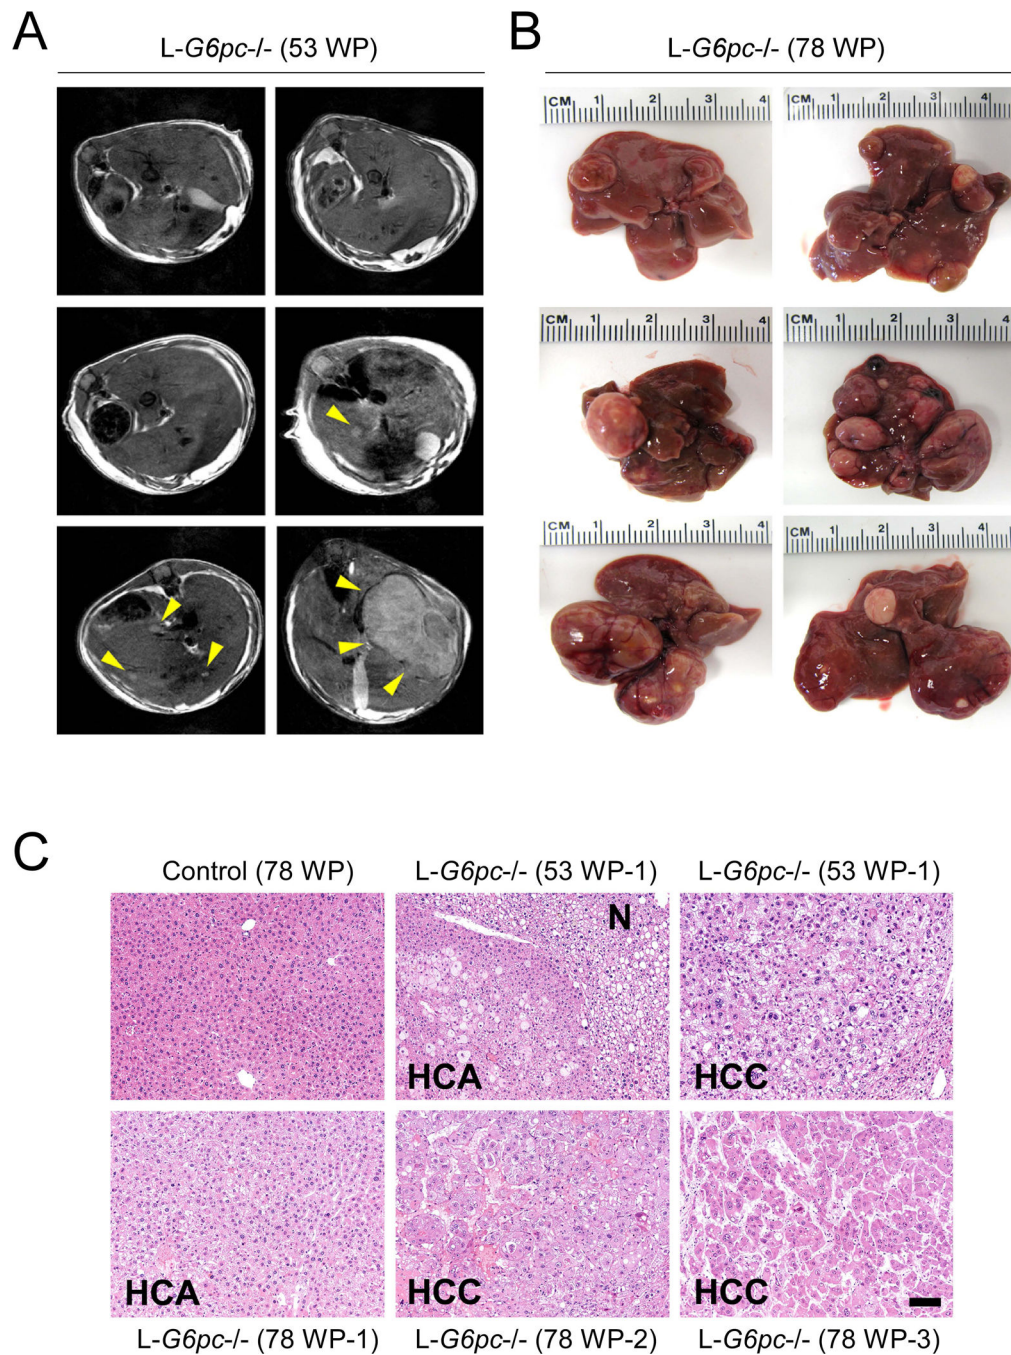 A
L-G6pc-/- (53 WP)
B
L-G6pc-/- (78 WP)
CM 1 2 3 4
CM 1 2 3 4
CM 1 2 3 4
CM 1 2 3 4
CM 1 2 3 4
CM 1 2 3 4
C
Control (78 WP)
L-G6pc-/- (53 WP-1)
L-G6pc-/- (53 WP-1)
N
HCA
HCC
HCA
HCC
HCC
L-G6pc-/- (78 WP-1)
L-G6pc-/- (78 WP-2)
L-G6pc-/- (78 WP-3)